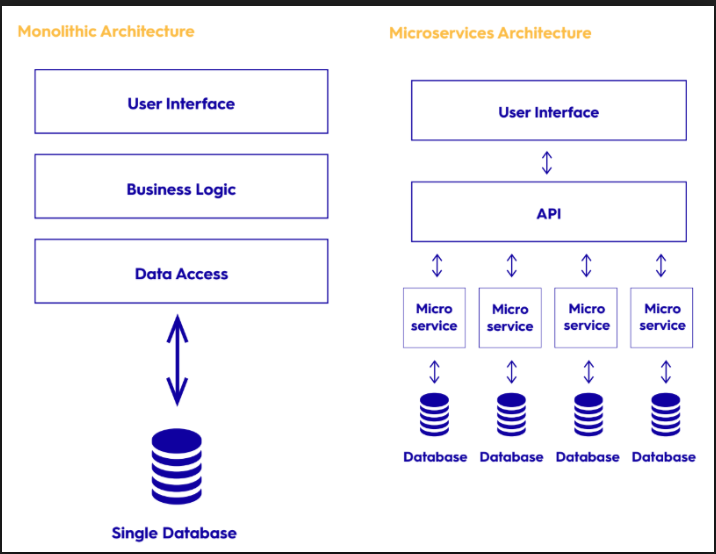 Monolithic Architecture
User Interface
Business Logic
Data Access
Single Database
Microservices Architecture
User Interface
API
Micro
service
Micro
service
Micro
service
Micro
service
Database
Database
Database
Database